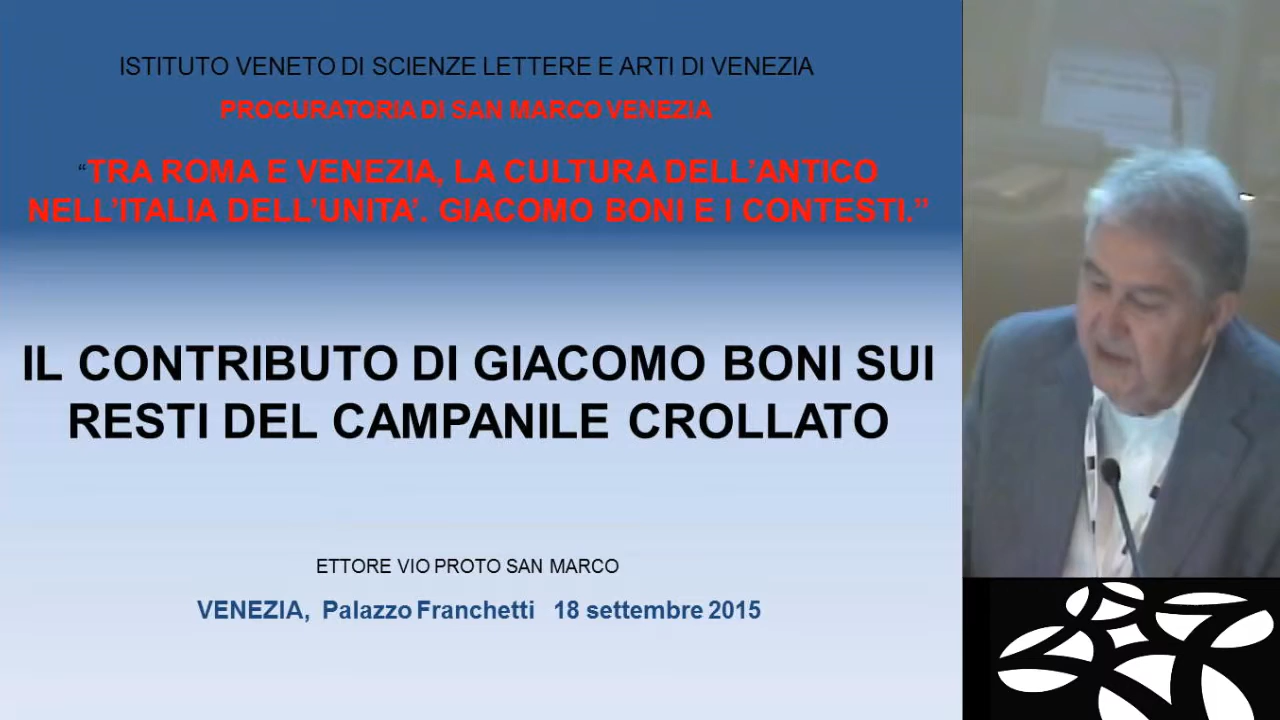 ISTITUTO VENETO DI SCIENZE LETTERE E ARTI DI VENEZIA
PROCURATORIA DI SAN MARCO VENEZIA
“TRA ROMA E VENEZIA, LA CULTURA DELL’ANTICO
NELL’ITALIA DELL’UNITA’. GIACOMO BONI E I CONTESTI.”
IL CONTRIBUTO DI GIACOMO BONI SUI
RESTI DEL CAMPANILE CROLLATO
ETTORE VIO PROTO SAN MARCO
VENEZIA, Palazzo Franchetti 18 settembre 2015